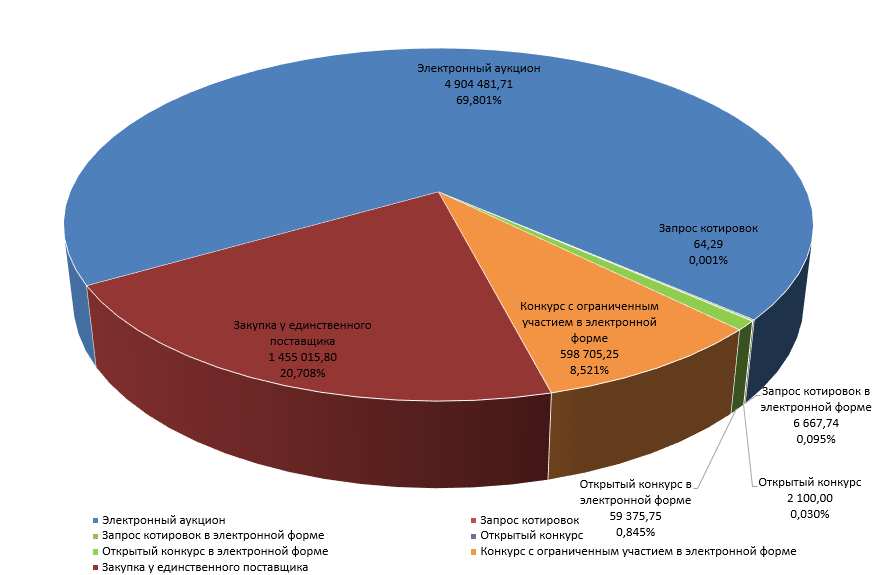 Электронный аукцион
4 904 481,71
69,801%
Запрос котировок
64,29
0,001%
Конкурс с ограниченным
участием в электронной
форме
598 705,25
8,521%
Закупка у единственного
поставщика
1 455 015,80
20,708%
Запрос котировок в
электронной форме
6 667,74
0,095%
Открытый конкурс в
электронной форме
59 375,75
0,845%
Открытый конкурс
2 100,00
0,030%
Электронный аукцион
Запрос котировок
Запрос котировок в электронной форме
Открытый конкурс
Открытый конкурс в электронной форме
Конкурс с ограниченным участием в электронной форме
Закупка у единственного поставщика